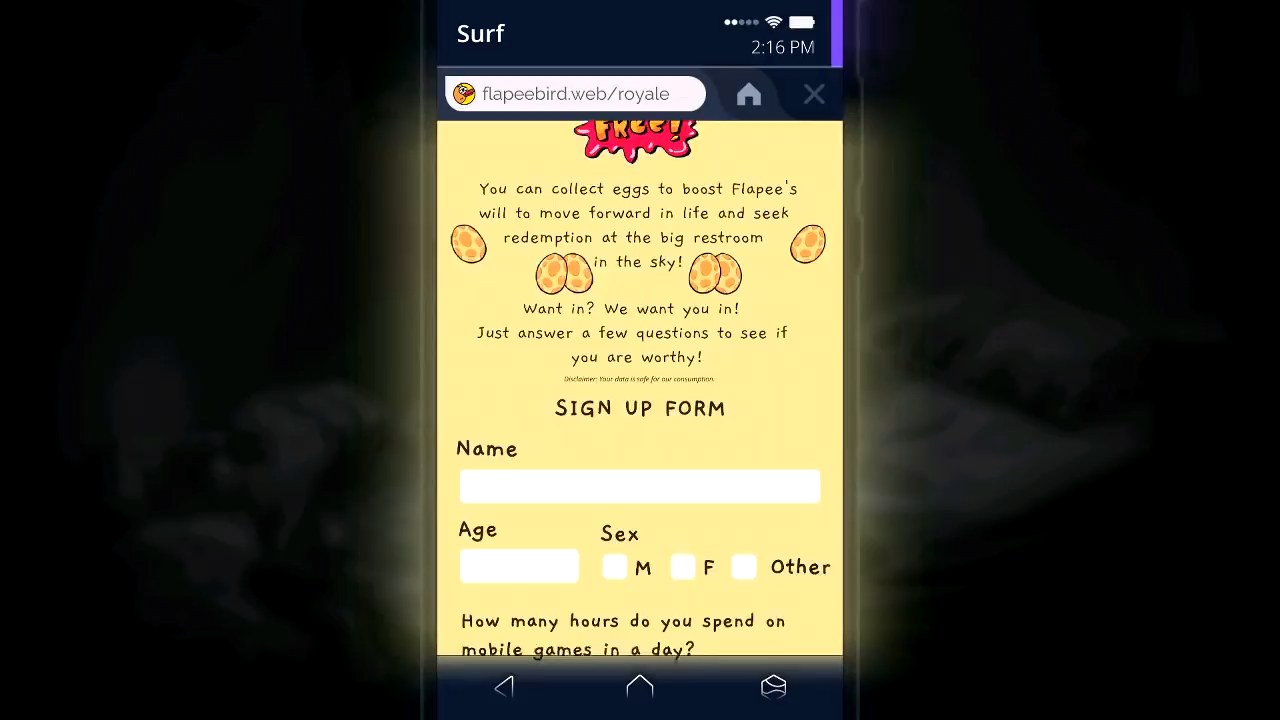 Surf
2:16 PM
flapeebird.web/royale
FREE!
You can collect eggs to boost Flapee's
will to move forward in life and seek
redemption at the big restroom
in the sky!
Want in? We want you in!
Just answer a few questions to see if
you are worthy!
Disclaimer: Your data is safe for our consumption.
SIGN UP FORM
Name
Age
Sex
M F Other
How many hours do you spend on
mobile games in a day?